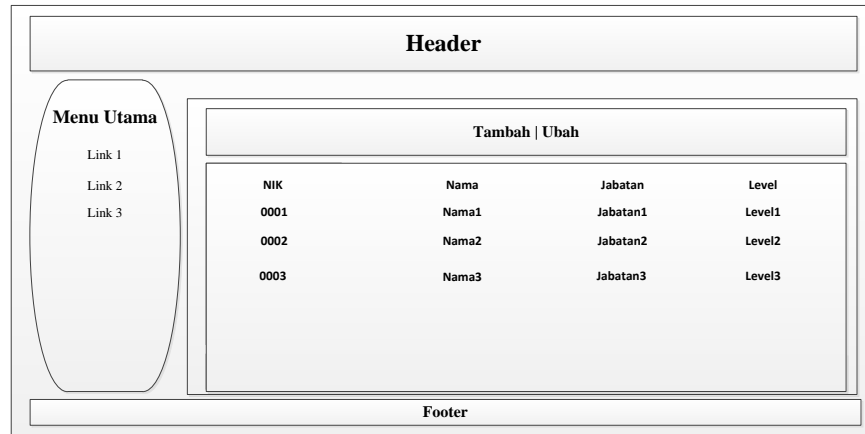 Header
Menu Utama
Link 1
Link 2
Link 3
Tambah | Ubah
NIK Nama Jabatan Level
0001 Nama1 Jabatan1 Level1
0002 Nama2 Jabatan2 Level2
0003 Nama3 Jabatan3 Level3
Footer